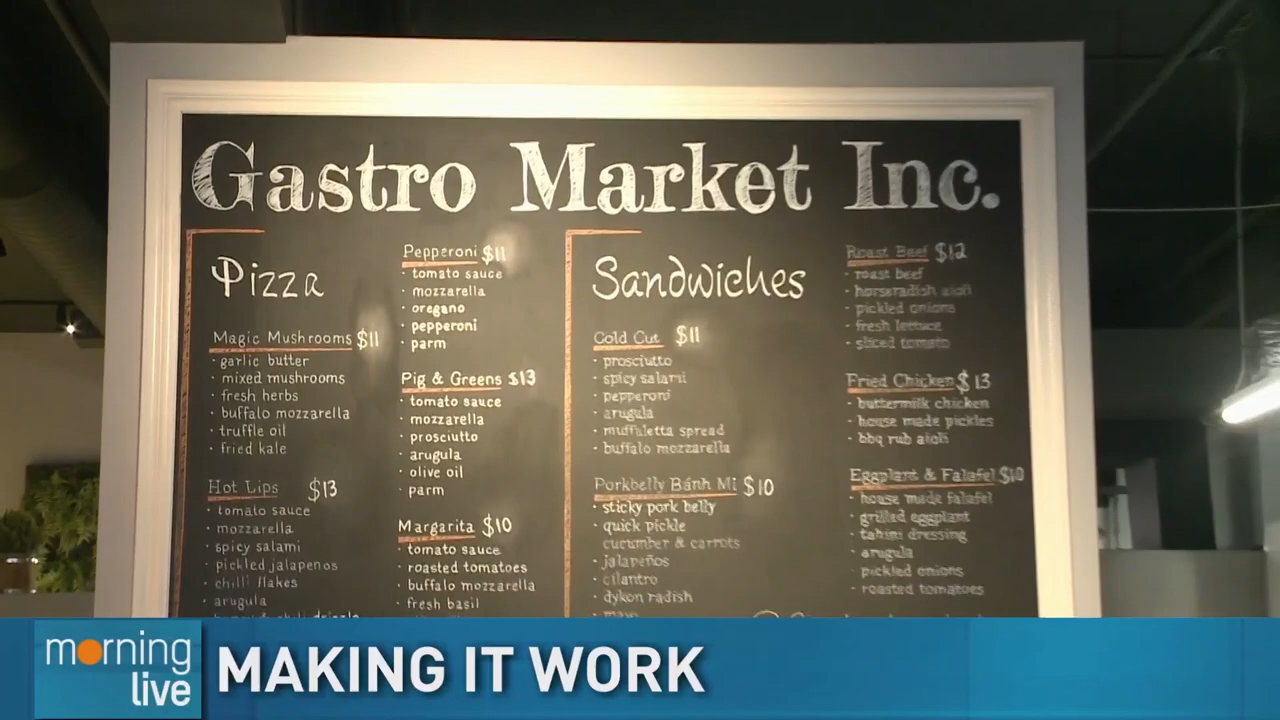 Gastro Market Inc.
Pizza
Magic Mushrooms $11
· garlic butter
· mixed mushrooms
· fresh herbs
· buffalo mozzarella
· truffle oil
· fried kale
Hot Lips $13
· tomato sauce
· mozzarella
· spicy salami
· pickled jalapenos
· chilli flakes
· arugula
Pepperoni $11
· tomato sauce
· mozzarella
· oregano
· pepperoni
· parm
Pig & Greens $13
· tomato sauce
· mozzarella
· prosciutto
· arugula
· olive oil
· parm
Margarita $10
· tomato sauce
· roasted tomatoes
· buffalo mozzarella
· fresh basil
Sandwiches
Cold Cut $11
· prosciutto
· spicy salami
· pepperoni
· arugula
· muffaletta spread
· buffalo mozzarella
Porkbelly Bánh Mi $10
· sticky pork belly
· quick pickle
cucumber & carrots
· jalapeños
· cilantro
· dykon radish
· mayo
Roast Beef $12
· roast beef
· horseradish aioli
· pickled onions
· fresh lettuce
· sliced tomato
Fried Chicken $13
· buttermilk chicken
· house made pickles
· bbq rub aioli
Eggplant & Falafel $10
· house made falafel
· grilled eggplant
· tahini dressing
· arugula
· pickled onions
· roasted tomatoes
morning
live
MAKING IT WORK